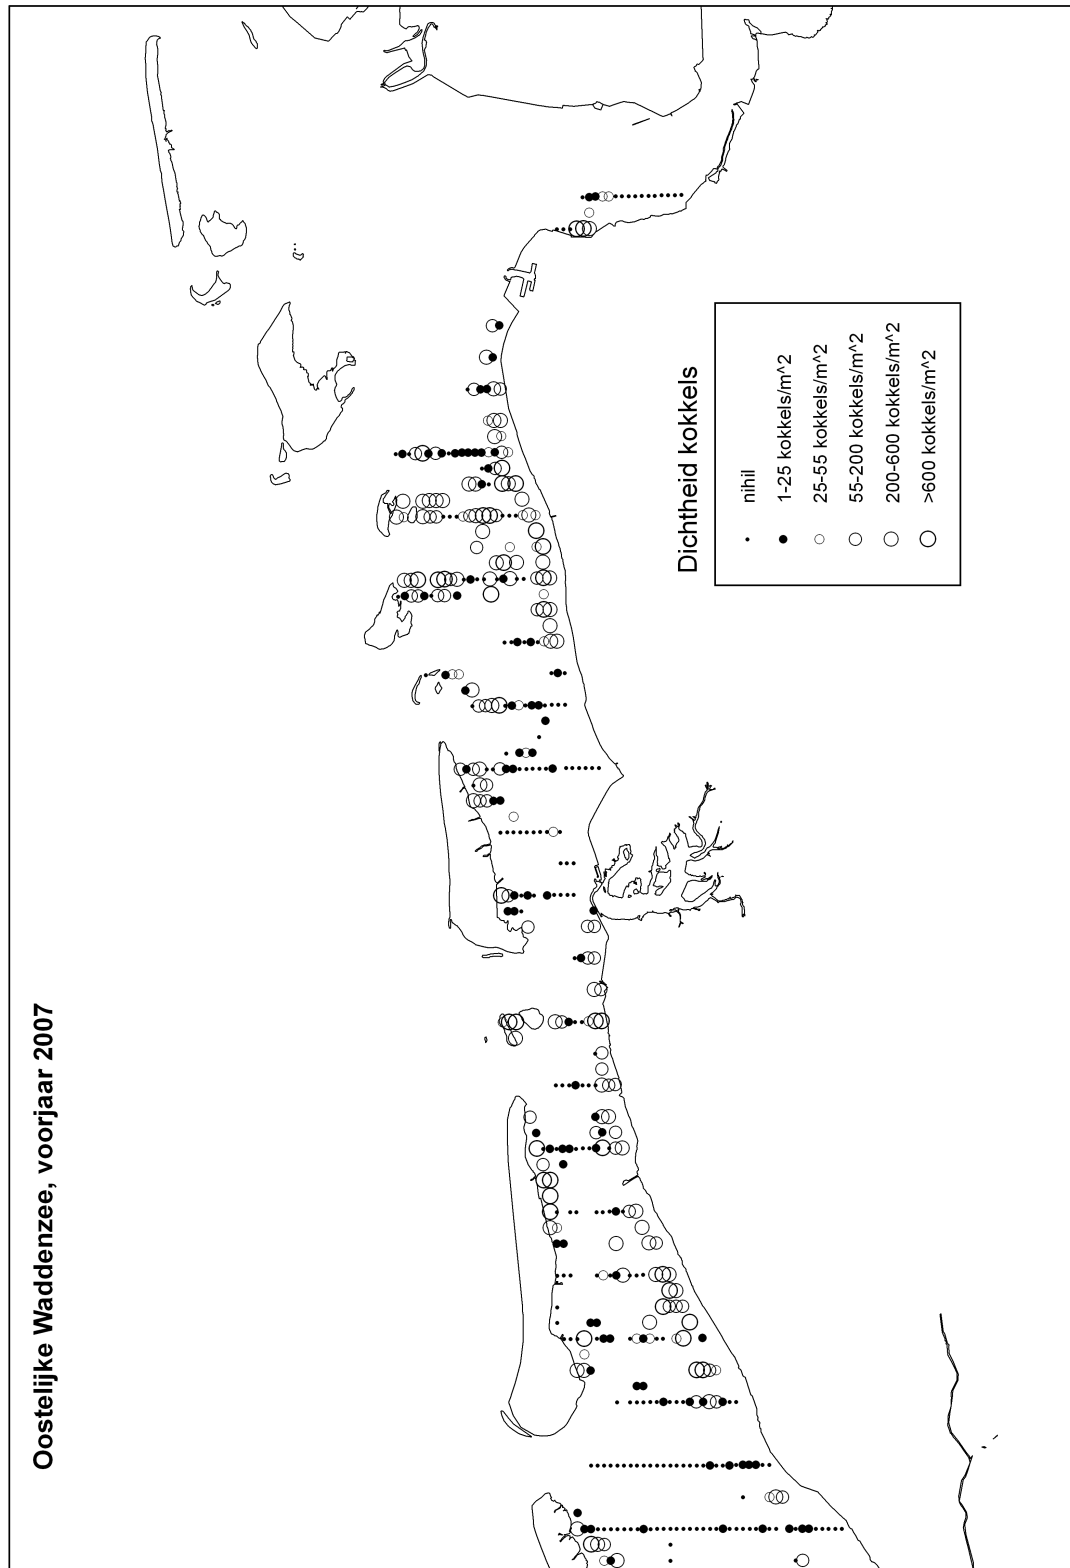 Oostelijke Waddenzee, voorjaar 2007
Dichtheid kokkels
nihil
1-25 kokkels/m^2
25-55 kokkels/m^2
55-200 kokkels/m^2
200-600 kokkels/m^2
>600 kokkels/m^2